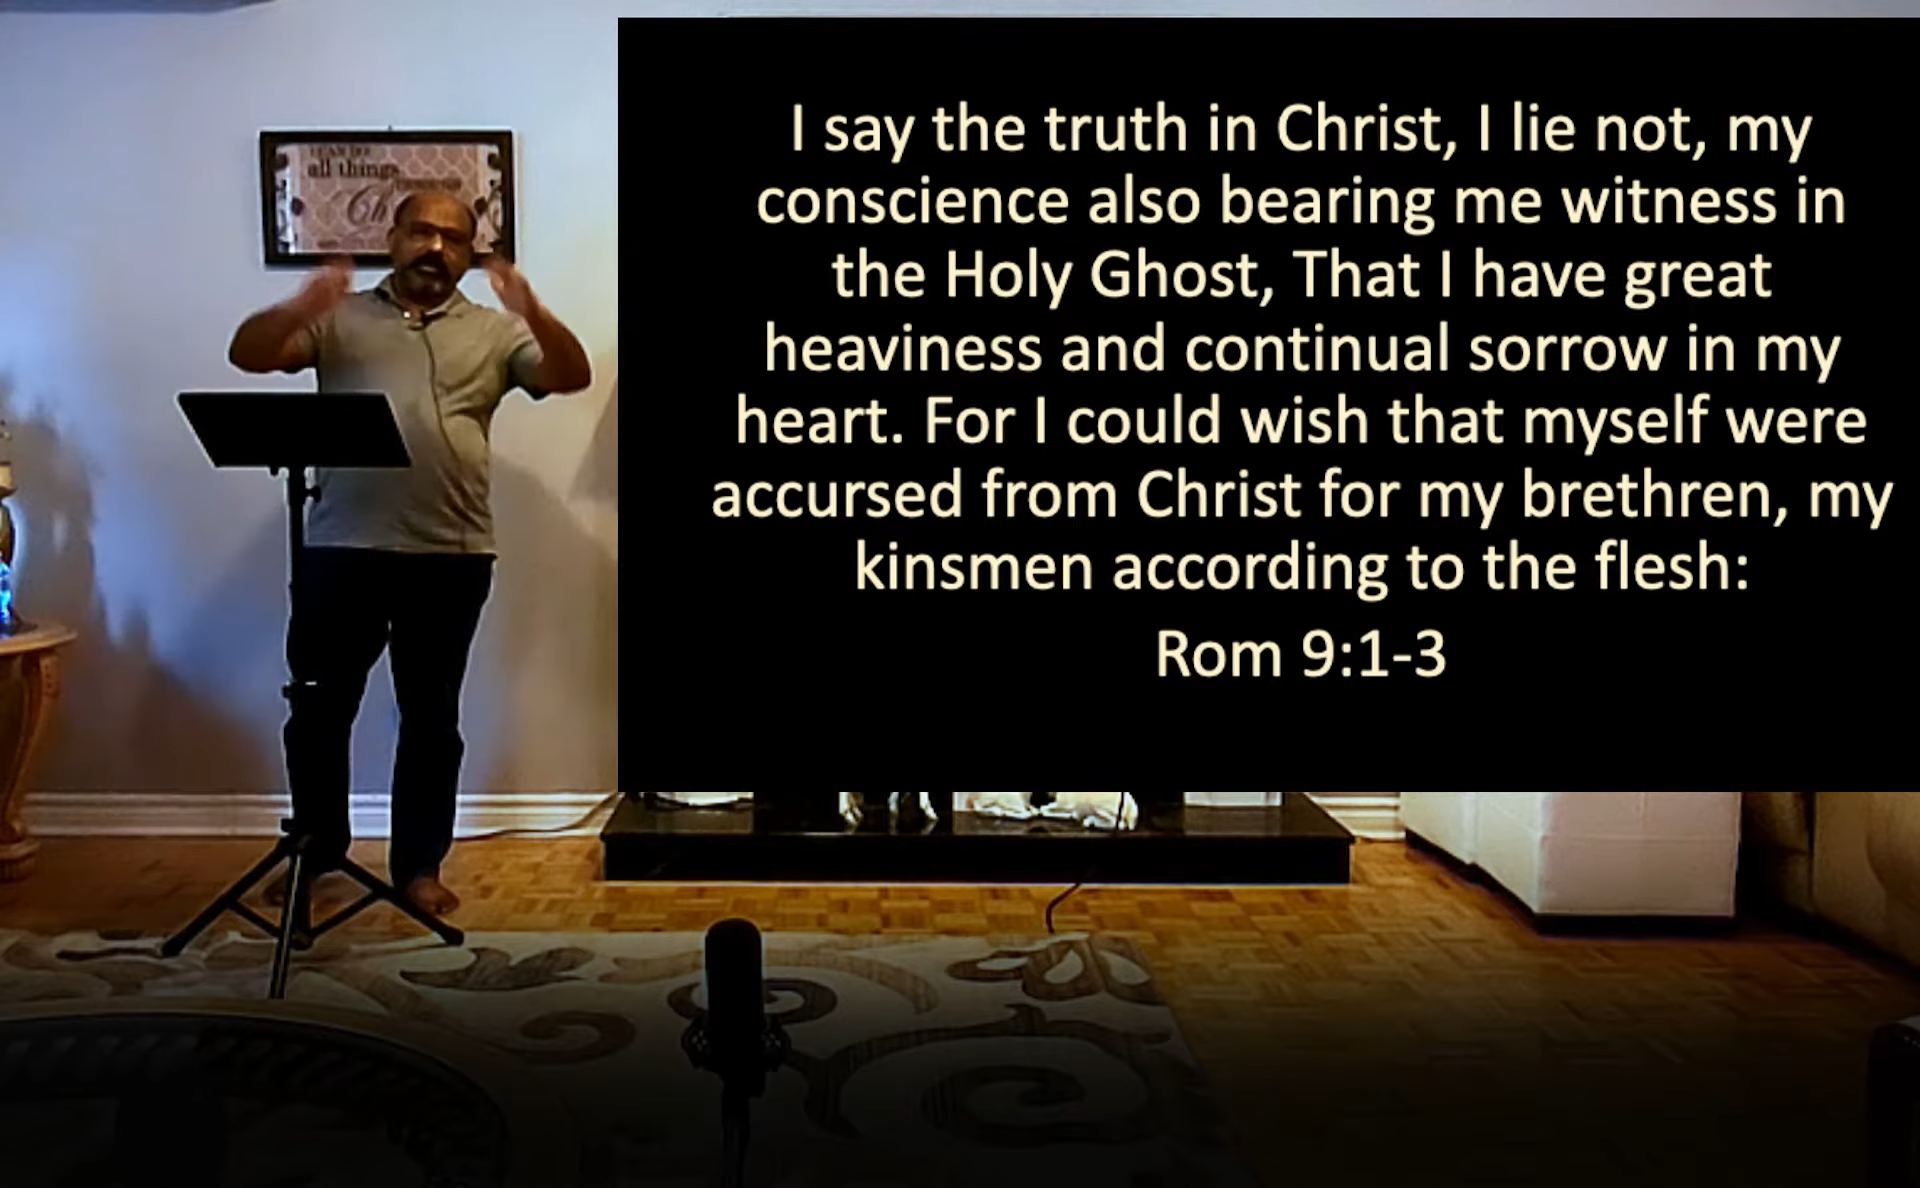 all things
I say the truth in Christ, I lie not, my
conscience also bearing me witness in
the Holy Ghost, That I have great
heaviness and continual sorrow in my
heart. For I could wish that myself were
accursed from Christ for my brethren, my
kinsmen according to the flesh:
Rom 9:1-3